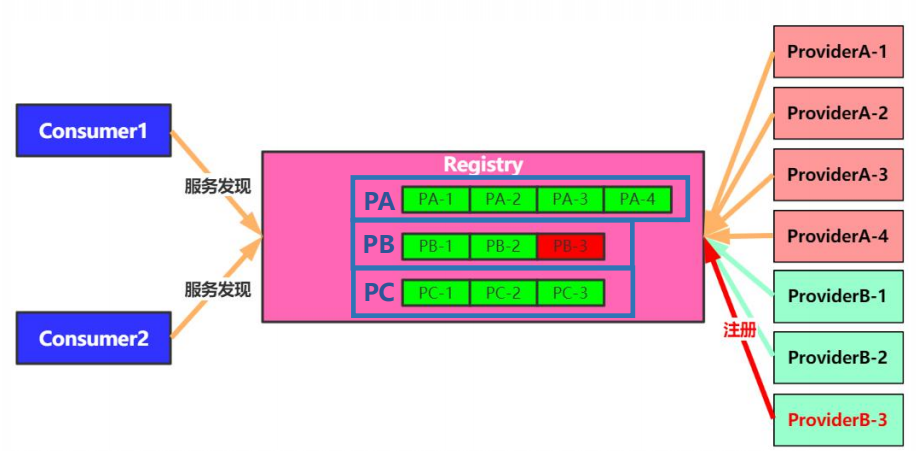 Consumer1
服务发现
服务发现
Consumer2
Registry
PA PA-1 PA-2 PA-3 PA-4
PB PB-1 PB-2 PB-3
PC PC-1 PC-2 PC-3
注册
ProviderA-1
ProviderA-2
ProviderA-3
ProviderA-4
ProviderB-1
ProviderB-2
ProviderB-3